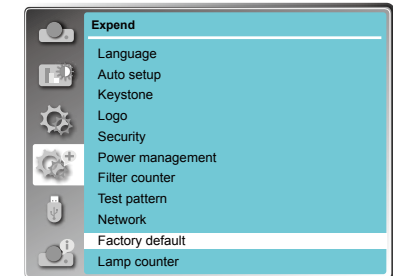 Expend
Language
Auto setup
Keystone
Logo
Security
Power management
Filter counter
Test pattern
Network
Factory default
Lamp counter